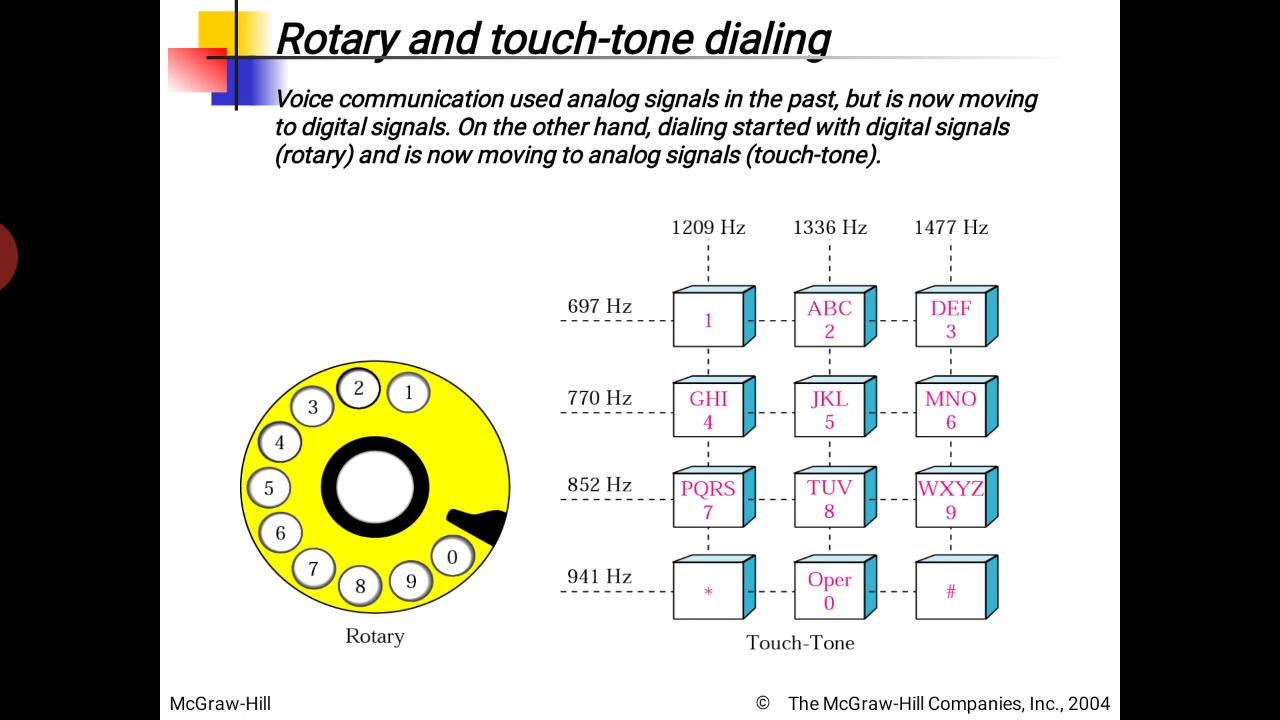 Rotary and touch-tone dialing
Voice communication used analog signals in the past, but is now moving
to digital signals. On the other hand, dialing started with digital signals
(rotary) and is now moving to analog signals (touch-tone).
1209 Hz 1336 Hz 1477 Hz
697 Hz
1
ABC
2
DEF
3
770 Hz
GHI
4
JKL
5
MNO
6
852 Hz
PQRS
7
TUV
8
WXYZ
9
941 Hz
*
Oper
0
#
Touch-Tone
1
2
3
4
5
6
7
8
9
0
Rotary
McGraw-Hill
© The McGraw-Hill Companies, Inc., 2004